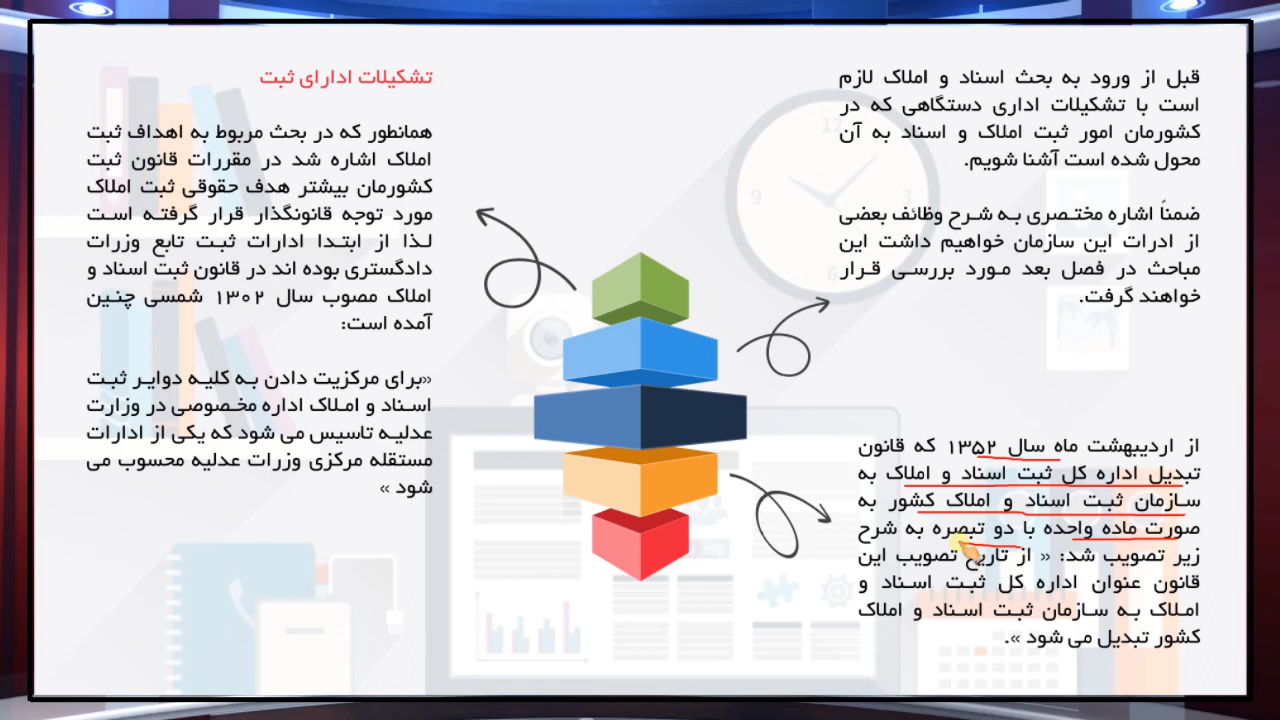 قبل از ورود به بحث اسناد و املاک لازم
است با تشکیلات اداری دستگاهی که در
کشورمان امور ثبت املاک و اسناد به آن
محول شده است آشنا شویم.
ضمناً اشاره مختصری به شرح وظائف بعضی
از ادرات این سازمان خواهیم داشت این
مباحث در فصل بعد مورد بررسی قرار
خواهند گرفت.
از اردیبهشت ماه سال ۱۳۵۲ که قانون
تبدیل اداره کل ثبت اسناد و املاک به
سازمان ثبت اسناد و املاک کشور به
صورت ماده واحده با دو تبصره به شرح
زیر تصویب شد: « از تاریخ تصویب این
قانون عنوان اداره کل ثبت اسناد و
املاک به سازمان ثبت اسناد و املاک
کشور تبدیل می شود ».
تشکیلات ادارای ثبت
همانطور که در بحث مربوط به اهداف ثبت
املاک اشاره شد در مقررات قانون ثبت
کشورمان بیشتر هدف حقوقی ثبت املاک
مورد توجه قانونگذار قرار گرفته است
لذا از ابتدا ادارات ثبت تابع وزرات
دادگستری بوده اند در قانون ثبت اسناد و
املاک مصوب سال ۱۳۰۲ شمسی چنین
آمده است:
«برای مرکزیت دادن به کلیه دوایر ثبت
اسناد و املاک اداره مخصوصی در وزارت
عدلیه تاسیس می شود که یکی از ادارات
مستقله مرکزی وزرات عدلیه محسوب می
شود »
12
3
6
9